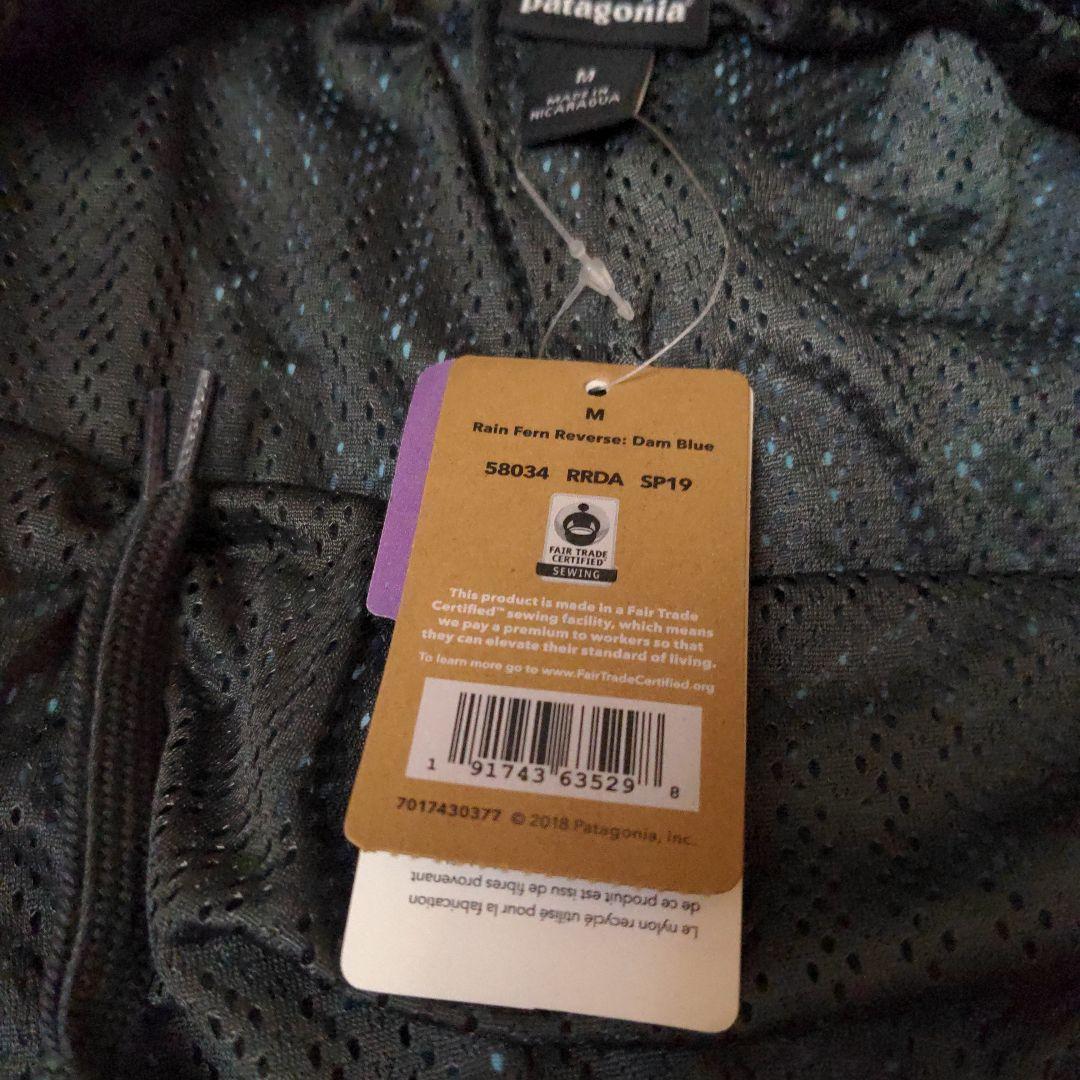 patagonia®
M
MADE IN
NICARAGUA
M
Rain Fern Reverse: Dam Blue
58034 RRDA SP19
FAIR TRADE
CERTIFIED
SEWING
This product is made in a Fair Trade
Certified™ sewing facility, which means
we pay a premium to workers so that
they can elevate their standard of living.
To learn more go to www.FairTradeCertified.org
1 91743 63529 8
7017430377 © 2018 Patagonia, Inc.
Le nylon recyclé utilisé pour la fabrication
de ce produit est issu de fibres provenant